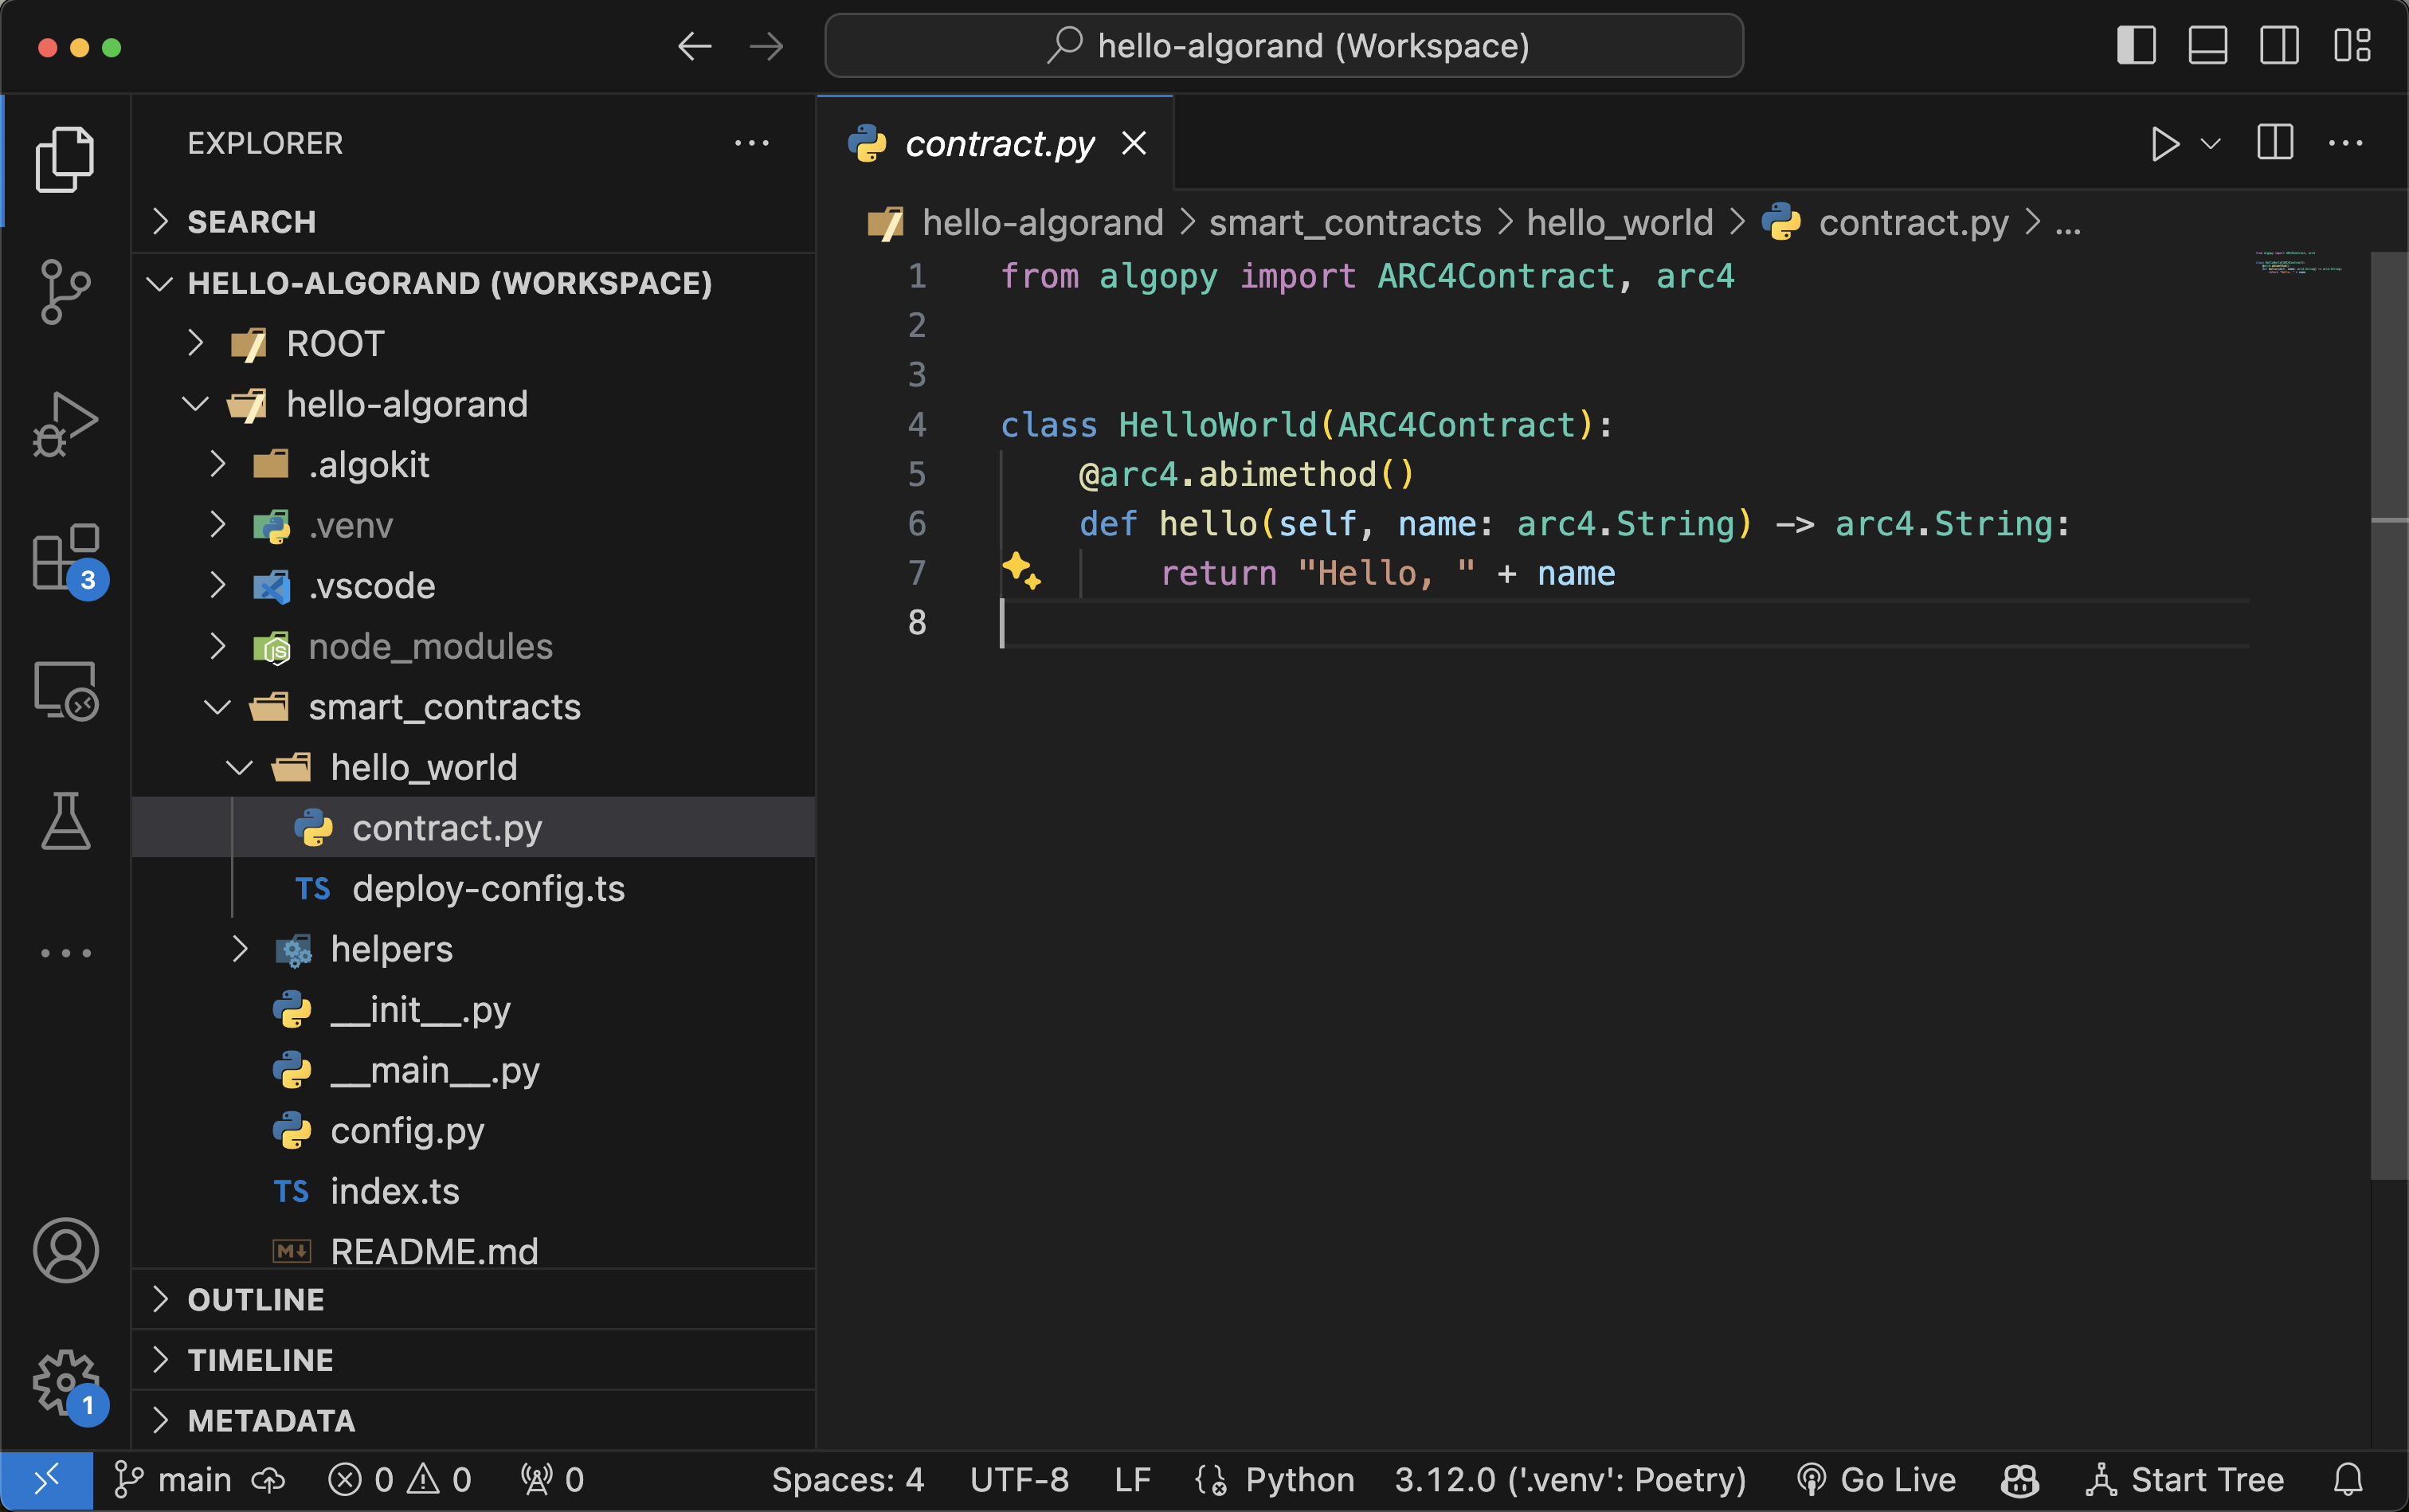 hello-algorand (Workspace)
EXPLORER
SEARCH
HELLO-ALGORAND (WORKSPACE)
ROOT
hello-algorand
.algokit
.venv
.vscode
node_modules
smart_contracts
hello_world
contract.py
TS deploy-config.ts
helpers
__init__.py
__main__.py
config.py
TS index.ts
M README.md
OUTLINE
TIMELINE
METADATA
3
1
contract.py
hello-algorand > smart_contracts > hello_world > contract.py > ...
1 from algopy import ARC4Contract, arc4
2
3
4 class HelloWorld(ARC4Contract):
5 @arc4.abimethod()
6 def hello(self, name: arc4.String) -> arc4.String:
7 return "Hello, " + name
8
main 0 0 0 Spaces: 4 UTF-8 LF Python 3.12.0 ('.venv': Poetry) Go Live Start Tree